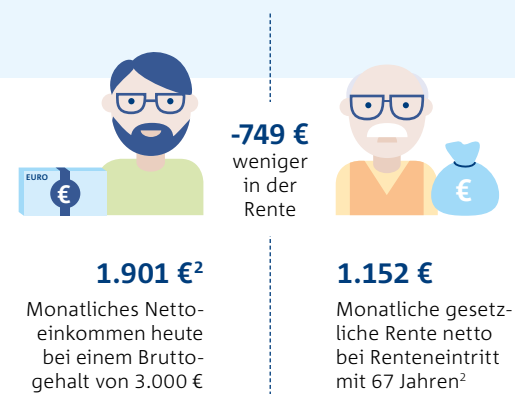 EURO
€
-749 €
weniger
in der
Rente
€
1.901 €²
Monatliches Netto-
einkommen heute
bei einem Brutto-
gehalt von 3.000 €
1.152 €
Monatliche gesetz-
liche Rente netto
bei Renteneintritt
mit 67 Jahren²